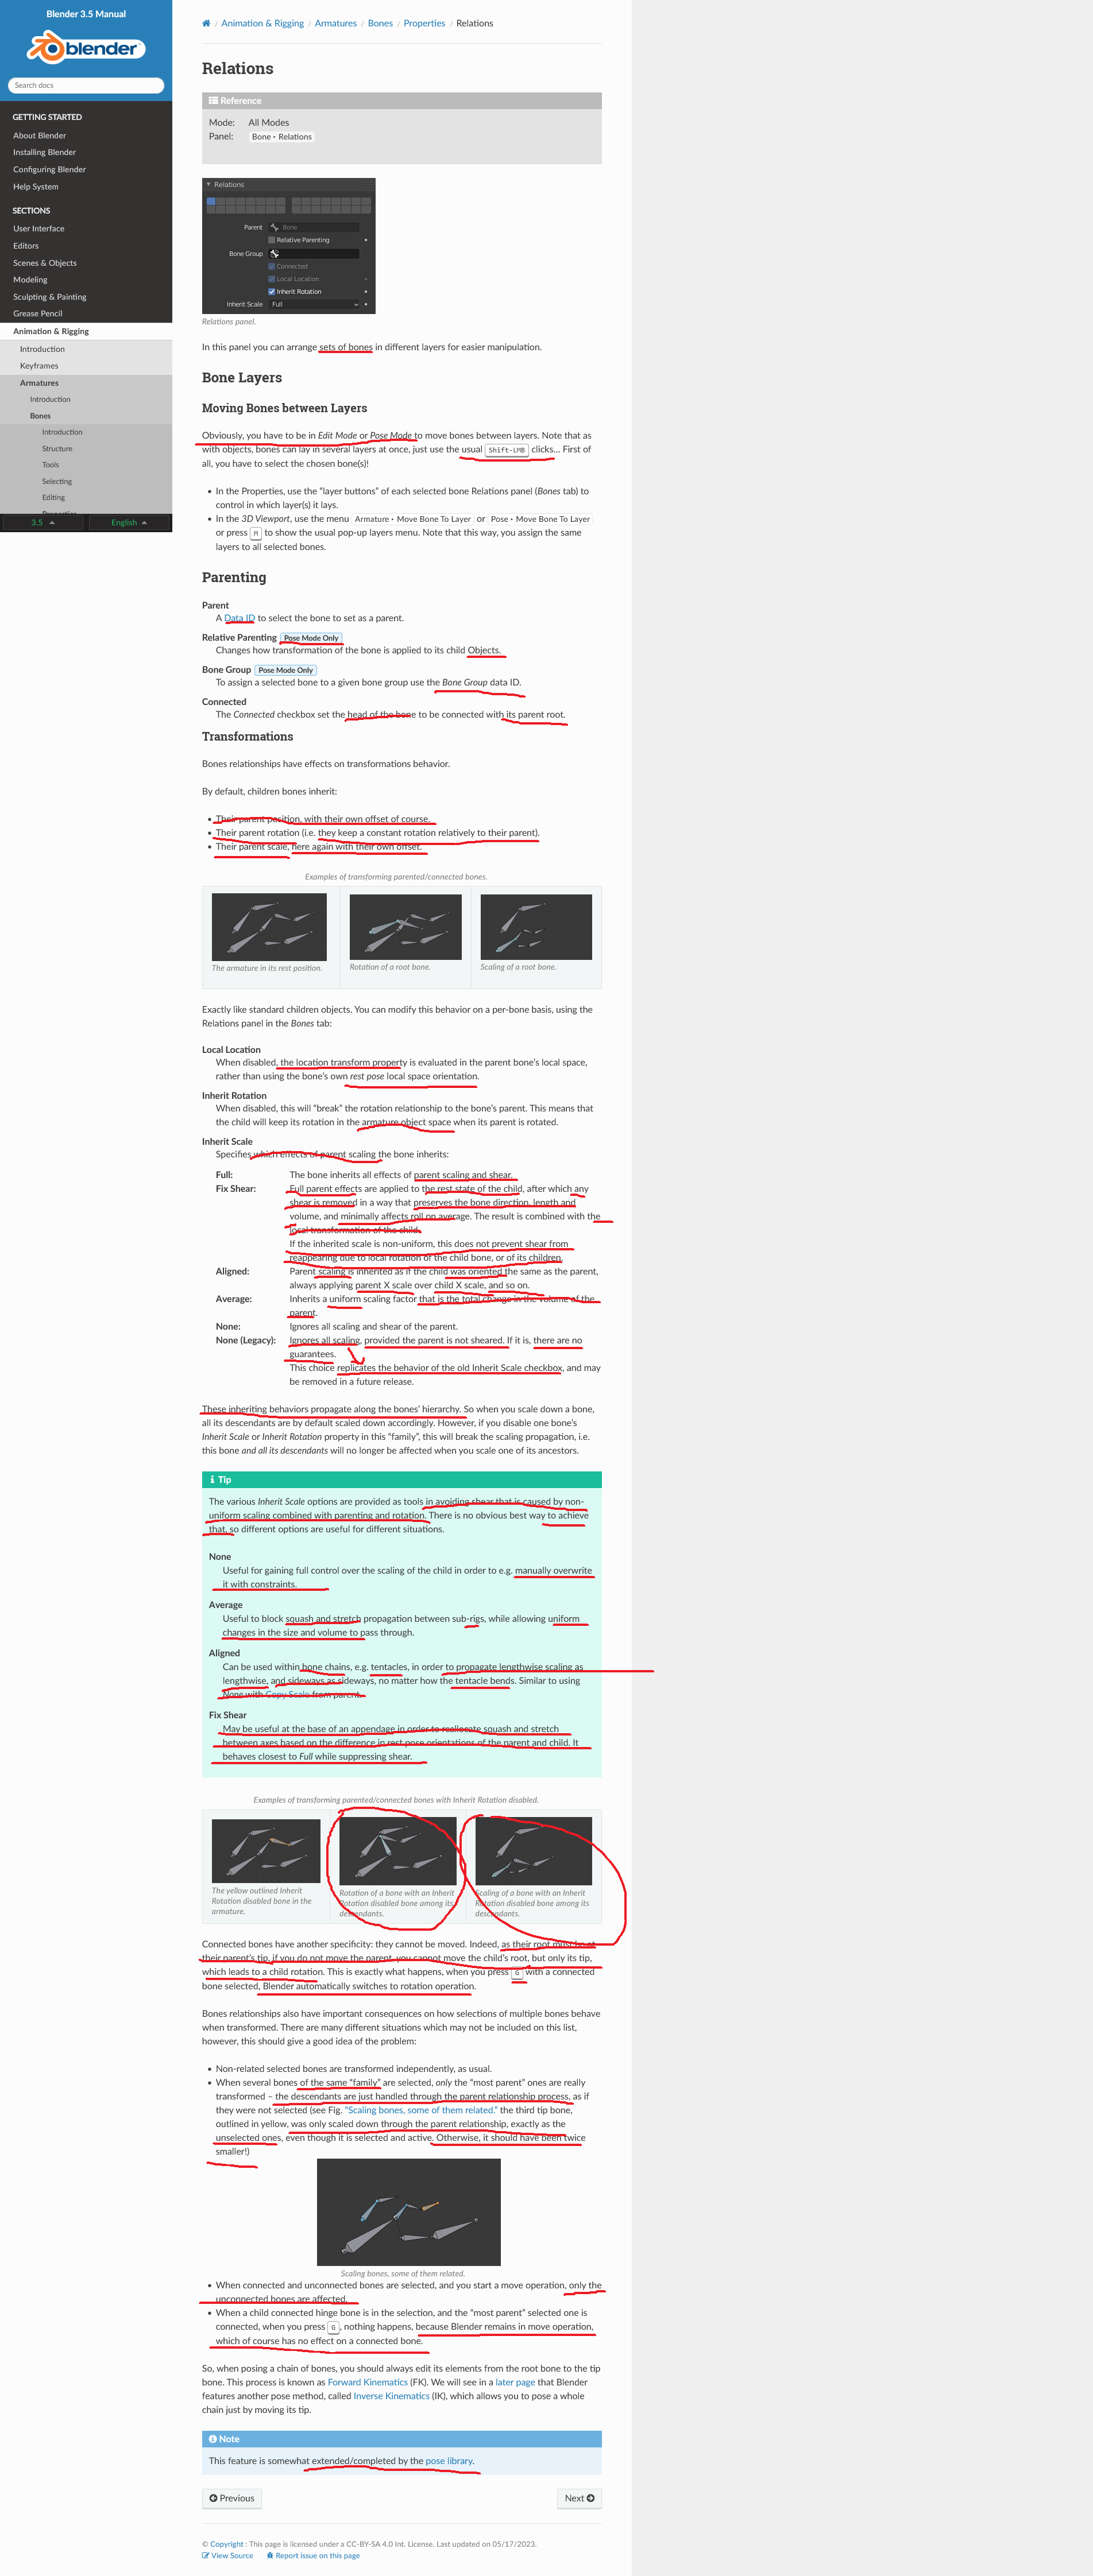 Blender 3.5 Manual
blender
Search docs
GETTING STARTED
About Blender
Installing Blender
Configuring Blender
Help System
SECTIONS
User Interface
Editors
Scenes & Objects
Modeling
Sculpting & Painting
Grease Pencil
Animation & Rigging
Introduction
Keyframes
Armatures
Introduction
Bones
Introduction
Structure
Tools
Selecting
Editing
Properties
3.5
English
/ Animation & Rigging / Armatures / Bones / Properties / Relations
Relations
Reference
Mode: All Modes
Panel: Bone ‣ Relations
Relations
Parent Bone
Relative Parenting
Bone Group
Connected
Local Location
Inherit Rotation
Inherit Scale Full
Relations panel.
In this panel you can arrange sets of bones in different layers for easier manipulation.
Bone Layers
Moving Bones between Layers
Obviously, you have to be in Edit Mode or Pose Mode to move bones between layers. Note that as
with objects, bones can lay in several layers at once, just use the usual Shift-LMB clicks... First of
all, you have to select the chosen bone(s)!
• In the Properties, use the “layer buttons” of each selected bone Relations panel (Bones tab) to
control in which layer(s) it lays.
• In the 3D Viewport, use the menu Armature ‣ Move Bone To Layer or Pose ‣ Move Bone To Layer
or press M to show the usual pop-up layers menu. Note that this way, you assign the same
layers to all selected bones.
Parenting
Parent
A Data ID to select the bone to set as a parent.
Relative Parenting Pose Mode Only
Changes how transformation of the bone is applied to its child Objects.
Bone Group Pose Mode Only
To assign a selected bone to a given bone group use the Bone Group data ID.
Connected
The Connected checkbox set the head of the bone to be connected with its parent root.
Transformations
Bones relationships have effects on transformations behavior.
By default, children bones inherit:
• Their parent position, with their own offset of course.
• Their parent rotation (i.e. they keep a constant rotation relatively to their parent).
• Their parent scale, here again with their own offset.
Examples of transforming parented/connected bones.
The armature in its rest position.
Rotation of a root bone.
Scaling of a root bone.
Exactly like standard children objects. You can modify this behavior on a per-bone basis, using the
Relations panel in the Bones tab:
Local Location
When disabled, the location transform property is evaluated in the parent bone’s local space,
rather than using the bone’s own rest pose local space orientation.
Inherit Rotation
When disabled, this will “break” the rotation relationship to the bone’s parent. This means that
the child will keep its rotation in the armature object space when its parent is rotated.
Inherit Scale
Specifies which effects of parent scaling the bone inherits:
Full: The bone inherits all effects of parent scaling and shear.
Fix Shear: Full parent effects are applied to the rest state of the child, after which any
shear is removed in a way that preserves the bone direction, length and
volume, and minimally affects roll on average. The result is combined with the
local transformation of the child.
If the inherited scale is non-uniform, this does not prevent shear from
reappearing due to local rotation of the child bone, or of its children.
Aligned: Parent scaling is inherited as if the child was oriented the same as the parent,
always applying parent X scale over child X scale, and so on.
Average: Inherits a uniform scaling factor that is the total change in the volume of the
parent.
None: Ignores all scaling and shear of the parent.
None (Legacy): Ignores all scaling, provided the parent is not sheared. If it is, there are no
guarantees.
This choice replicates the behavior of the old Inherit Scale checkbox, and may
be removed in a future release.
These inheriting behaviors propagate along the bones’ hierarchy. So when you scale down a bone,
all its descendants are by default scaled down accordingly. However, if you disable one bone’s
Inherit Scale or Inherit Rotation property in this “family”, this will break the scaling propagation, i.e.
this bone and all its descendants will no longer be affected when you scale one of its ancestors.
Tip
The various Inherit Scale options are provided as tools in avoiding shear that is caused by non-
uniform scaling combined with parenting and rotation. There is no obvious best way to achieve
that, so different options are useful for different situations.
None
Useful for gaining full control over the scaling of the child in order to e.g. manually overwrite
it with constraints.
Average
Useful to block squash and stretch propagation between sub-rigs, while allowing uniform
changes in the size and volume to pass through.
Aligned
Can be used within bone chains, e.g. tentacles, in order to propagate lengthwise scaling as
lengthwise, and sideways as sideways, no matter how the tentacle bends. Similar to using
None with Copy Scale from parent.
Fix Shear
May be useful at the base of an appendage in order to reallocate squash and stretch
between axes based on the difference in rest pose orientations of the parent and child. It
behaves closest to Full while suppressing shear.
Examples of transforming parented/connected bones with Inherit Rotation disabled.
The yellow outlined Inherit
Rotation disabled bone in the
armature.
Rotation of a bone with an Inherit
Rotation disabled bone among its
descendants.
Scaling of a bone with an Inherit
Rotation disabled bone among its
descendants.
Connected bones have another specificity: they cannot be moved. Indeed, as their root must be at
their parent’s tip, if you do not move the parent, you cannot move the child’s root, but only its tip,
which leads to a child rotation. This is exactly what happens, when you press G with a connected
bone selected, Blender automatically switches to rotation operation.
Bones relationships also have important consequences on how selections of multiple bones behave
when transformed. There are many different situations which may not be included on this list,
however, this should give a good idea of the problem:
• Non-related selected bones are transformed independently, as usual.
• When several bones of the same “family” are selected, only the “most parent” ones are really
transformed – the descendants are just handled through the parent relationship process, as if
they were not selected (see Fig. “Scaling bones, some of them related.” the third tip bone,
outlined in yellow, was only scaled down through the parent relationship, exactly as the
unselected ones, even though it is selected and active. Otherwise, it should have been twice
smaller!)
Scaling bones, some of them related.
• When connected and unconnected bones are selected, and you start a move operation, only the
unconnected bones are affected.
• When a child connected hinge bone is in the selection, and the “most parent” selected one is
connected, when you press G, nothing happens, because Blender remains in move operation,
which of course has no effect on a connected bone.
So, when posing a chain of bones, you should always edit its elements from the root bone to the tip
bone. This process is known as Forward Kinematics (FK). We will see in a later page that Blender
features another pose method, called Inverse Kinematics (IK), which allows you to pose a whole
chain just by moving its tip.
Note
This feature is somewhat extended/completed by the pose library.
Previous
Next
© Copyright : This page is licensed under a CC-BY-SA 4.0 Int. License. Last updated on 05/17/2023.
View Source Report issue on this page